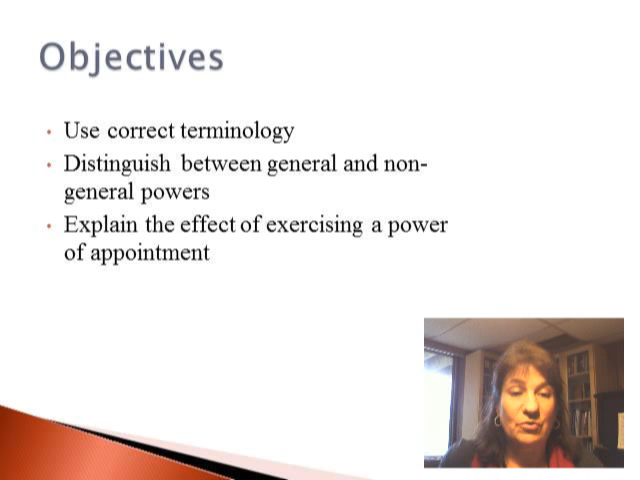 Objectives
• Use correct terminology
• Distinguish between general and non-
general powers
• Explain the effect of exercising a power
of appointment